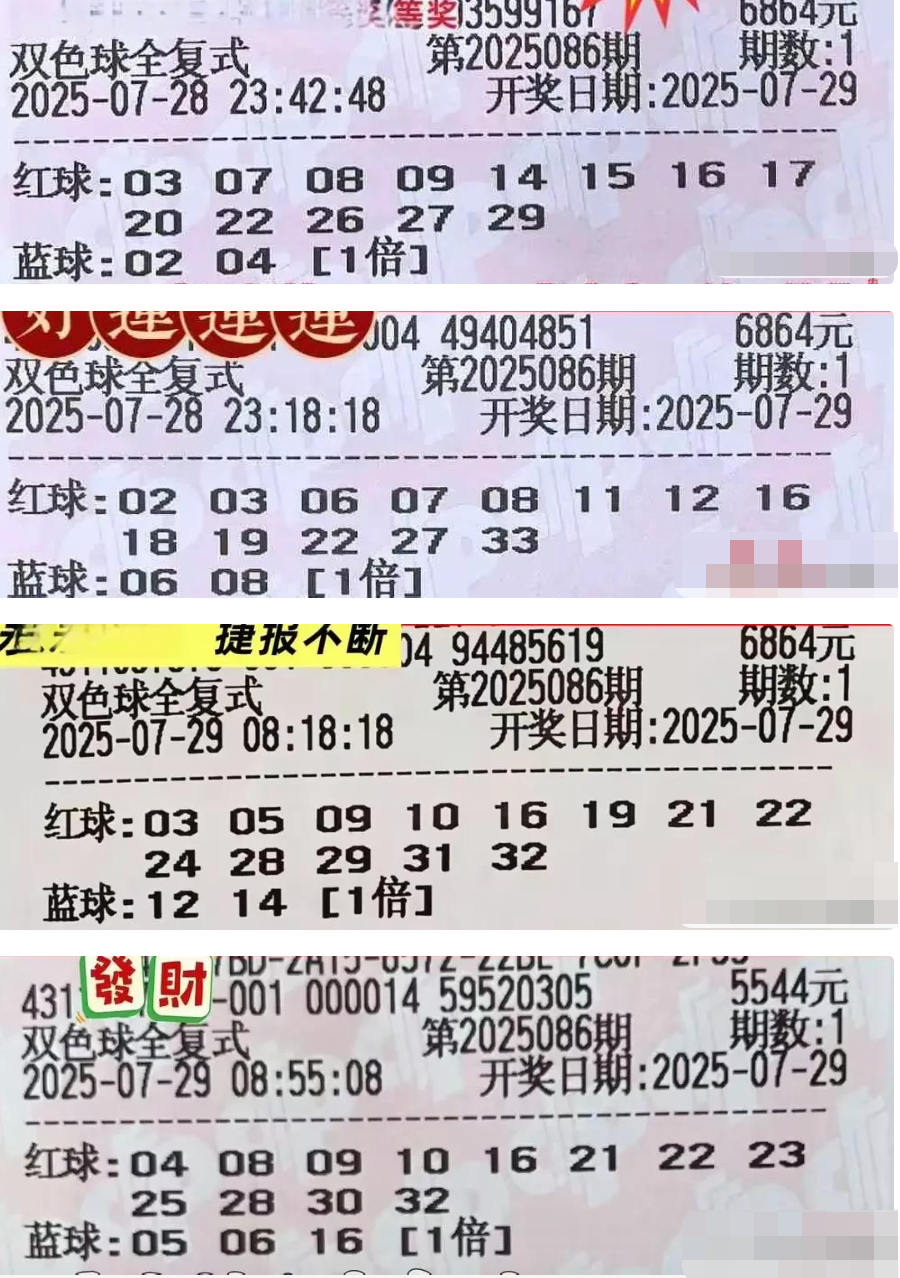 等奖 13599167 6864元
双色球全复式 第2025086期 期数:1
2025-07-28 23:42:48 开奖日期:2025-07-29
红球:03 07 08 09 14 15 16 17
20 22 26 27 29
蓝球:02 04 [1倍]
好運 運 運 004 49404851 6864元
双色球全复式 第2025086期 期数:1
2025-07-28 23:18:18 开奖日期:2025-07-29
红球:02 03 06 07 08 11 12 16
18 19 22 27 33
蓝球:06 08 [1倍]
捷报不断 04 94485619 6864元
双色球全复式 第2025086期 期数:1
2025-07-29 08:18:18 开奖日期:2025-07-29
红球:03 05 09 10 16 19 21 22
24 28 29 31 32
蓝球:12 14 [1倍]
發財
431 -001 000014 59520305 5544元
双色球全复式 第2025086期 期数:1
2025-07-29 08:55:08 开奖日期:2025-07-29
红球:04 08 09 10 16 21 22 23
25 28 30 32
蓝球:05 06 16 [1倍]